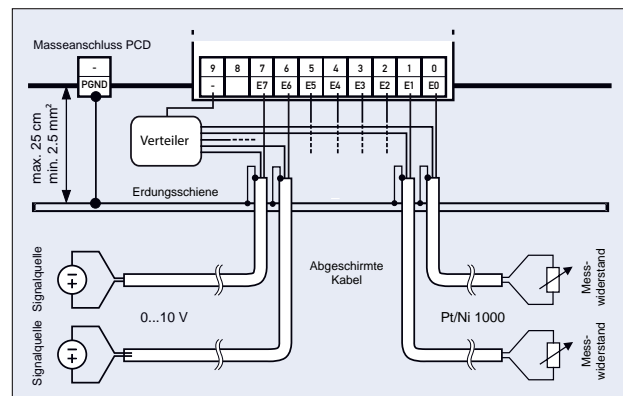 Masseanschluss PCD
-
PGND
9 8 7 6 5 4 3 2 1 0
- E7 E6 E5 E4 E3 E2 E1 E0
max. 25 cm
min. 2.5 mm²
Verteiler
Erdungsschiene
Signalquelle
Abgeschirmte
Kabel
Mess-
widerstand
0...10 V
Pt/Ni 1000
Signalquelle
Mess-
widerstand